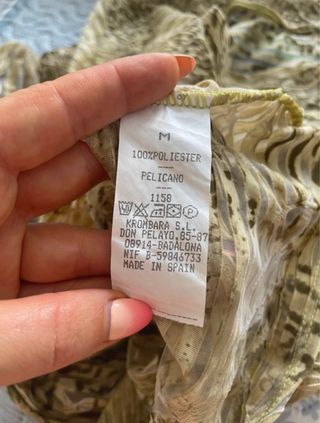 M
100%POLIESTER
---
PELICANO
---
1158
KROMBARA S.L.
DON PELAYO,85-87
08914-BADALONA
NIF B-59846733
MADE IN SPAIN